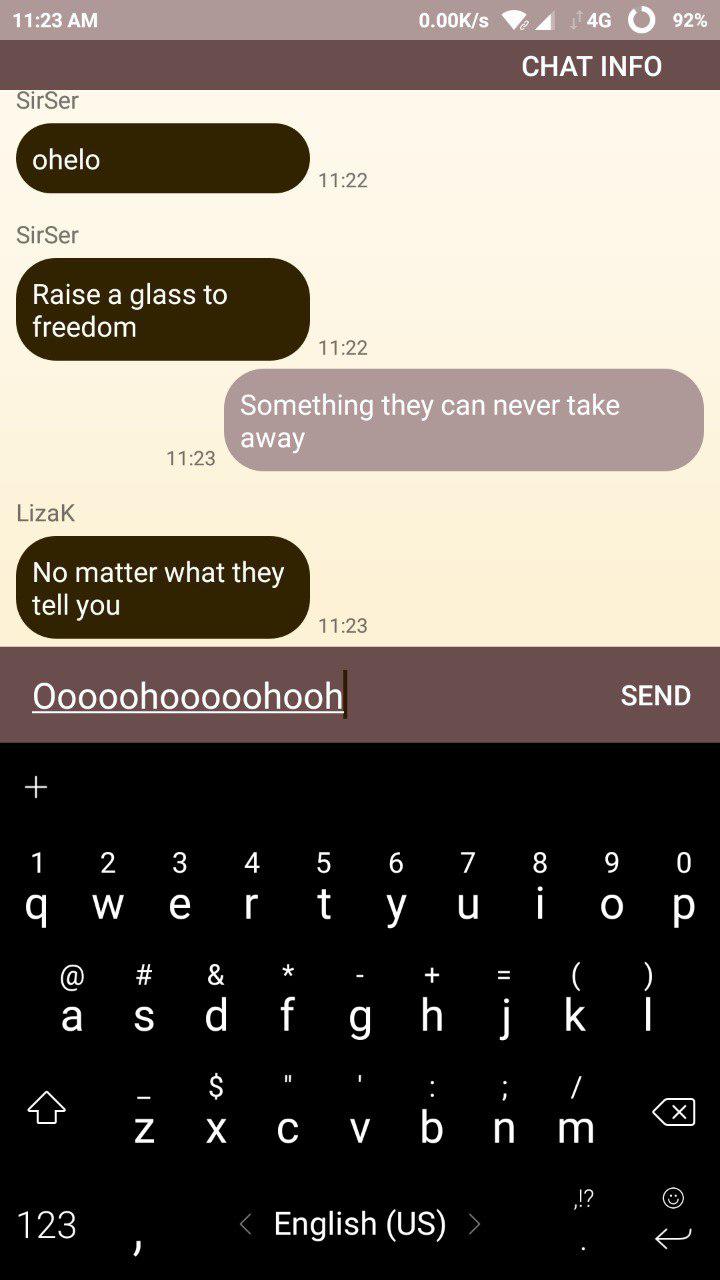 11:23 AM 0.00K/s 4G 92%
CHAT INFO
SirSer
ohelo
11:22
SirSer
Raise a glass to
freedom
11:22
Something they can never take
away
11:23
LizaK
No matter what they
tell you
11:23
Ooooohooooohooh SEND
+
1 2 3 4 5 6 7 8 9 0
q w e r t y u i o p
@ # & * - + = ( )
a s d f g h j k l
_ $ " ' : ; /
z x c v b n m
,!?
123 , < English (US) > .